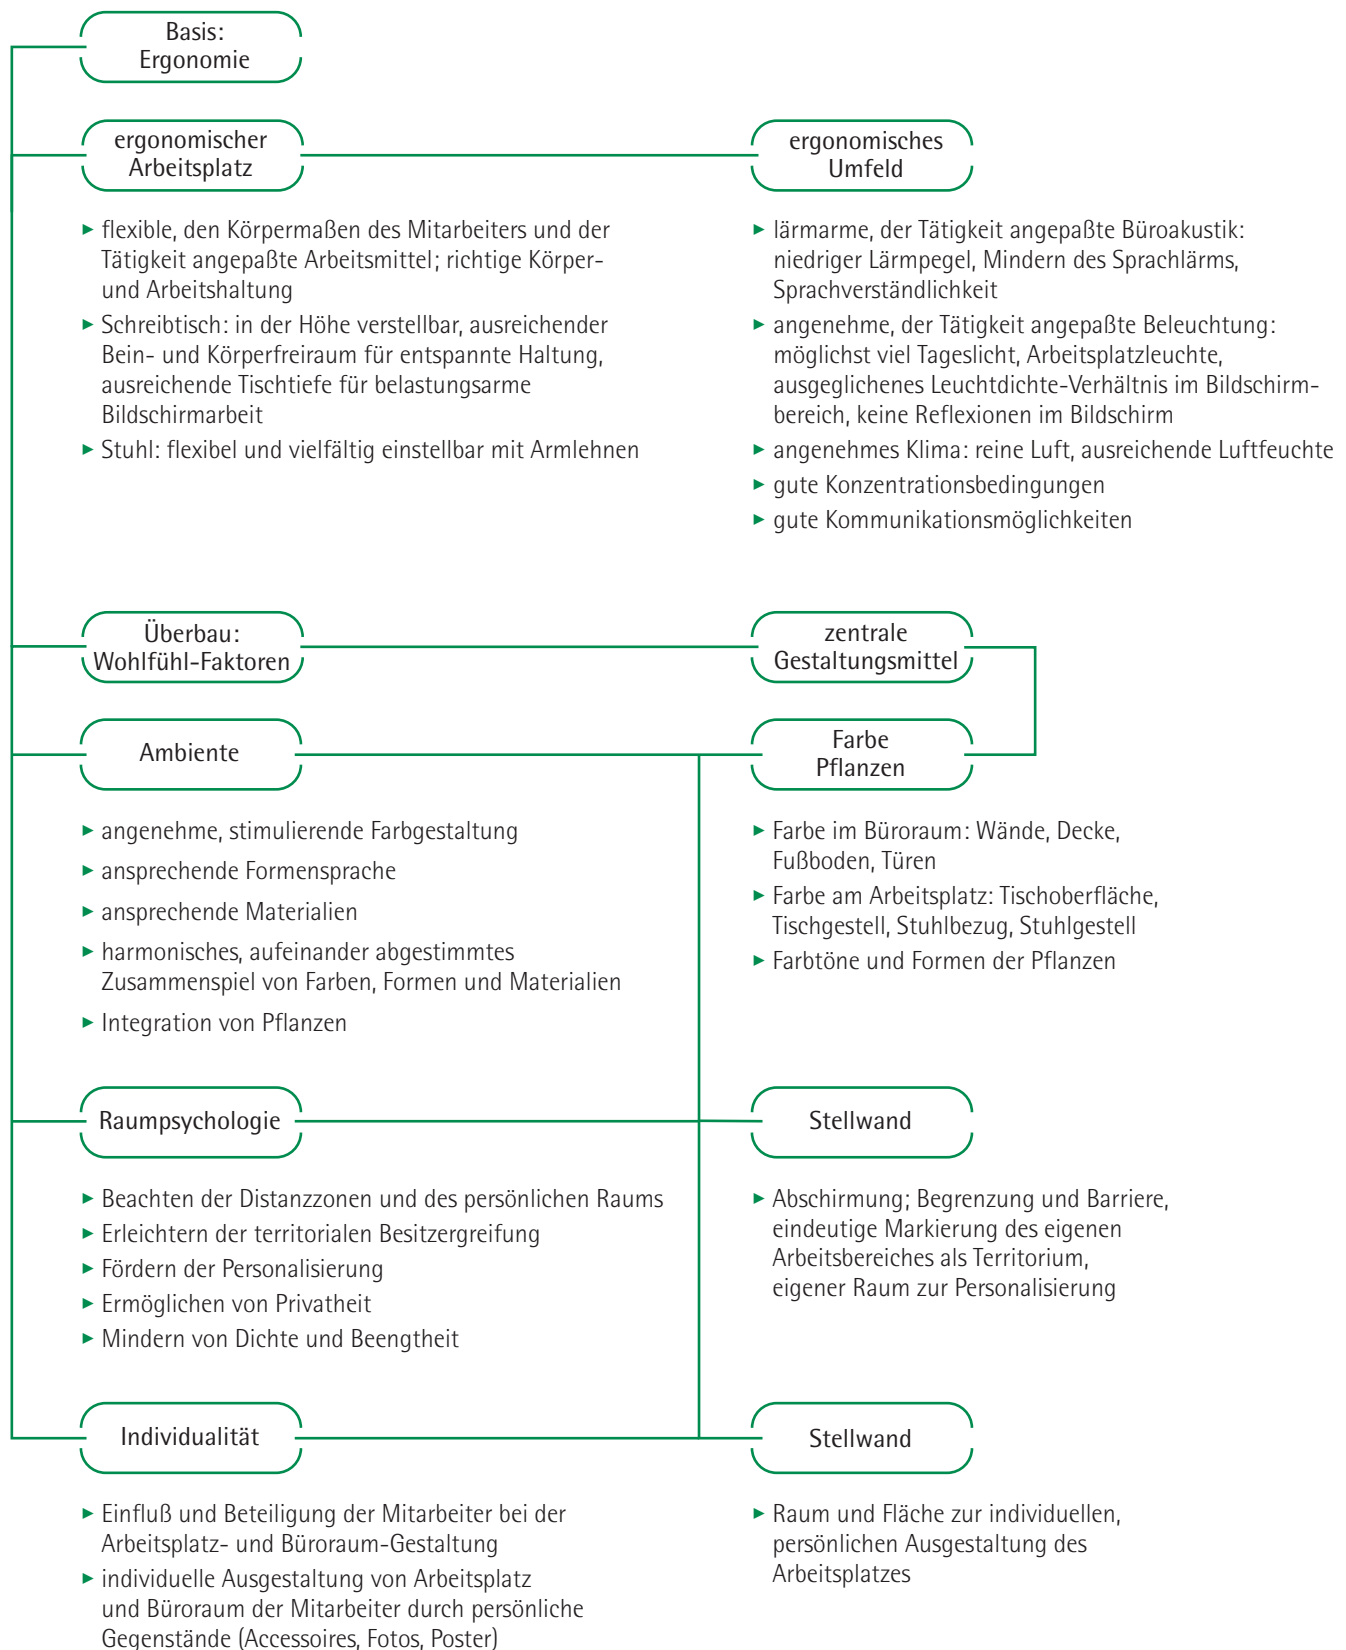 Basis:
Ergonomie
ergonomischer
Arbeitsplatz
ergonomisches
Umfeld
▸ flexible, den Körpermaßen des Mitarbeiters und der
Tätigkeit angepaßte Arbeitsmittel; richtige Körper-
und Arbeitshaltung
▸ Schreibtisch: in der Höhe verstellbar, ausreichender
Bein- und Körperfreiraum für entspannte Haltung,
ausreichende Tischtiefe für belastungsarme
Bildschirmarbeit
▸ Stuhl: flexibel und vielfältig einstellbar mit Armlehnen
▸ lärmarme, der Tätigkeit angepaßte Büroakustik:
niedriger Lärmpegel, Mindern des Sprachlärms,
Sprachverständlichkeit
▸ angenehme, der Tätigkeit angepaßte Beleuchtung:
möglichst viel Tageslicht, Arbeitsplatzleuchte,
ausgeglichenes Leuchtdichte-Verhältnis im Bildschirm-
bereich, keine Reflexionen im Bildschirm
▸ angenehmes Klima: reine Luft, ausreichende Luftfeuchte
▸ gute Konzentrationsbedingungen
▸ gute Kommunikationsmöglichkeiten
Überbau:
Wohlfühl-Faktoren
zentrale
Gestaltungsmittel
Ambiente
Farbe
Pflanzen
▸ angenehme, stimulierende Farbgestaltung
▸ ansprechende Formensprache
▸ ansprechende Materialien
▸ harmonisches, aufeinander abgestimmtes
Zusammenspiel von Farben, Formen und Materialien
▸ Integration von Pflanzen
▸ Farbe im Büroraum: Wände, Decke,
Fußboden, Türen
▸ Farbe am Arbeitsplatz: Tischoberfläche,
Tischgestell, Stuhlbezug, Stuhlgestell
▸ Farbtöne und Formen der Pflanzen
Raumpsychologie
Stellwand
▸ Beachten der Distanzzonen und des persönlichen Raums
▸ Erleichtern der territorialen Besitzergreifung
▸ Fördern der Personalisierung
▸ Ermöglichen von Privatheit
▸ Mindern von Dichte und Beengtheit
▸ Abschirmung; Begrenzung und Barriere,
eindeutige Markierung des eigenen
Arbeitsbereiches als Territorium,
eigener Raum zur Personalisierung
Individualität
Stellwand
▸ Einfluß und Beteiligung der Mitarbeiter bei der
Arbeitsplatz- und Büroraum-Gestaltung
▸ individuelle Ausgestaltung von Arbeitsplatz
und Büroraum der Mitarbeiter durch persönliche
Gegenstände (Accessoires, Fotos, Poster)
▸ Raum und Fläche zur individuellen,
persönlichen Ausgestaltung des
Arbeitsplatzes